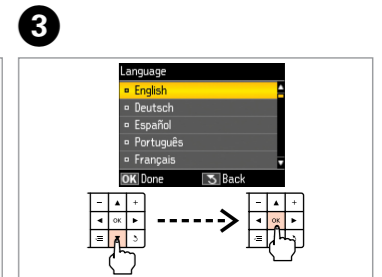 3
Language
English
Deutsch
Español
Português
Français
OK Done Back
- +
OK
- +
OK